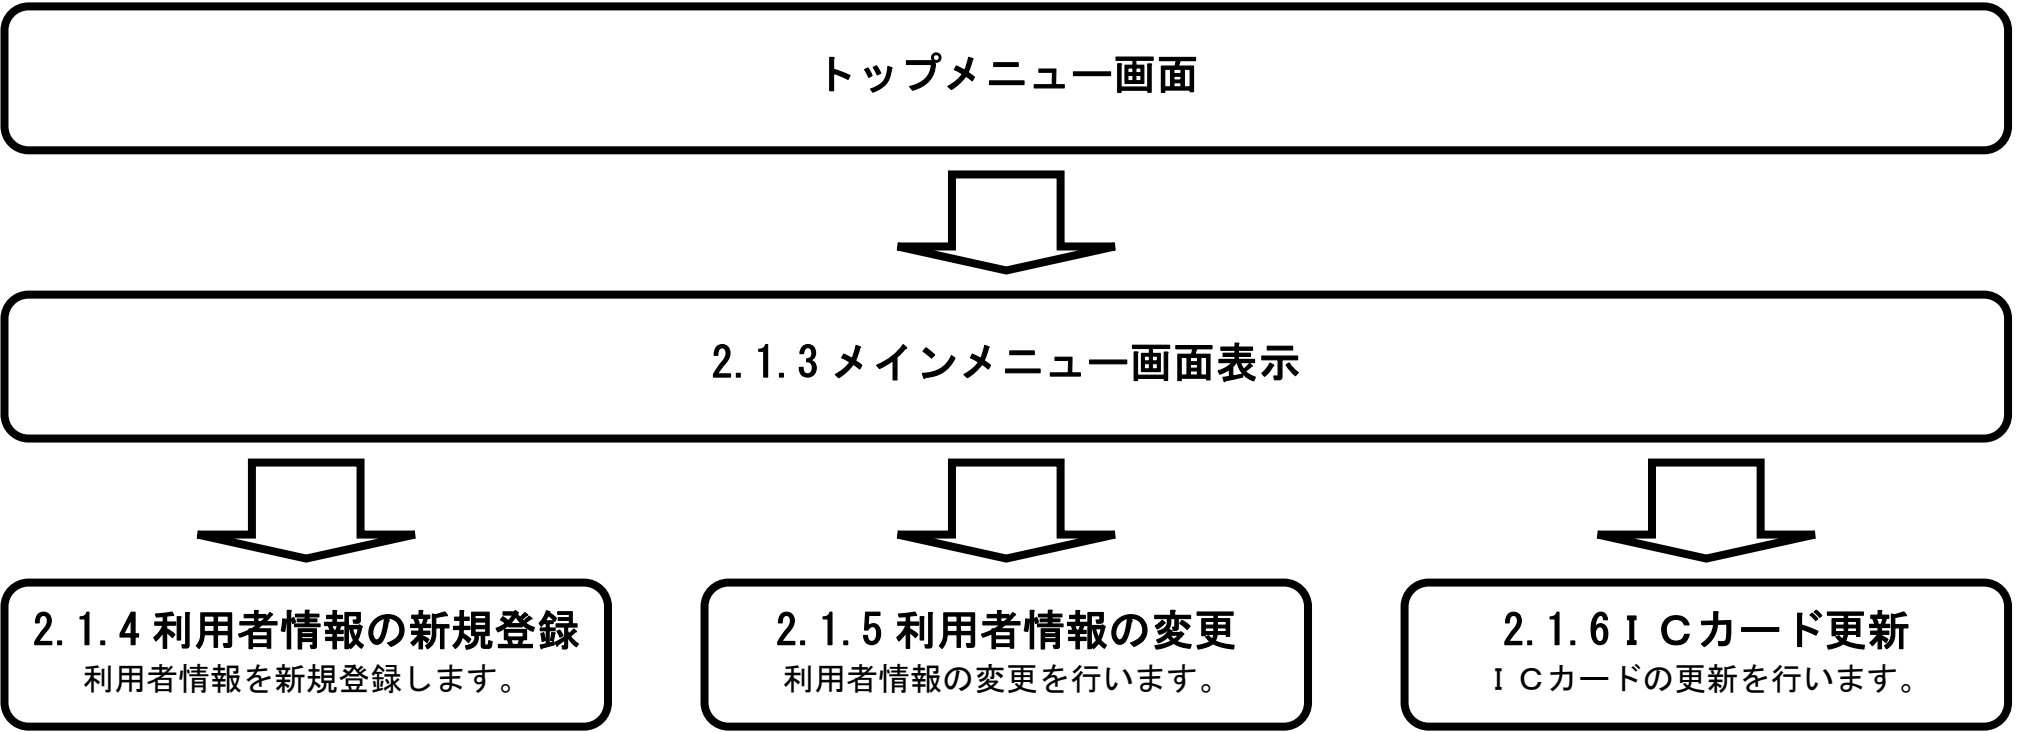 トップメニュー画面
2.1.3メインメニュー画面表示
2.1.4利用者情報の新規登録
利用者情報を新規登録します。
2.1.5利用者情報の変更
利用者情報の変更を行います。
2.1.6ＩＣカード更新
ＩＣカードの更新を行います。